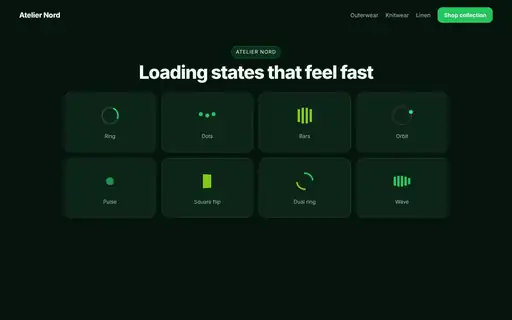 Atelier Nord
Outerwear Knitwear Linen Shop collection
ATELIER NORD
Loading states that feel fast
Ring Dots Bars Orbit
Pulse Square flip Dual ring Wave